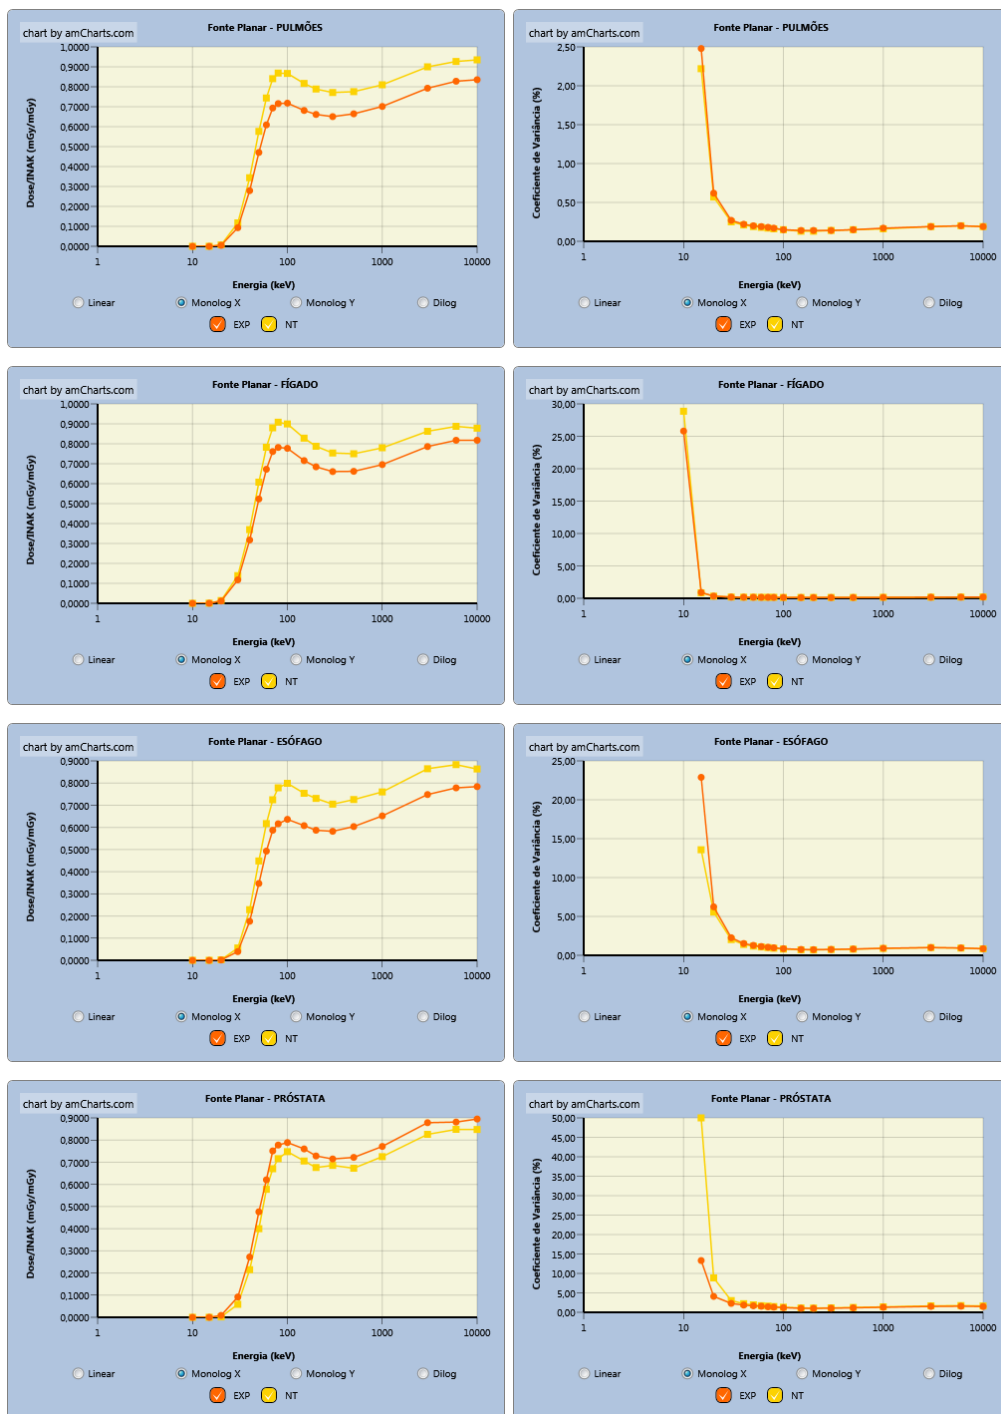 chart by amCharts.com
Fonte Planar - PULMÕES
Dose/INAK (mGy/mGy)
1,0000
0,9000
0,8000
0,7000
0,6000
0,5000
0,4000
0,3000
0,2000
0,1000
0,0000
1 10 100 1000 10000
Energia (keV)
Linear Monolog X Monolog Y Dilog
EXP NT
chart by amCharts.com
Fonte Planar - PULMÕES
Coeficiente de Variância (%)
2,50
2,00
1,50
1,00
0,50
0,00
1 10 100 1000 10000
Energia (keV)
Linear Monolog X Monolog Y Dilog
EXP NT
chart by amCharts.com
Fonte Planar - FÍGADO
Dose/INAK (mGy/mGy)
1,0000
0,9000
0,8000
0,7000
0,6000
0,5000
0,4000
0,3000
0,2000
0,1000
0,0000
1 10 100 1000 10000
Energia (keV)
Linear Monolog X Monolog Y Dilog
EXP NT
chart by amCharts.com
Fonte Planar - FÍGADO
Coeficiente de Variância (%)
30,00
25,00
20,00
15,00
10,00
5,00
0,00
1 10 100 1000 10000
Energia (keV)
Linear Monolog X Monolog Y Dilog
EXP NT
chart by amCharts.com
Fonte Planar - ESÓFAGO
Dose/INAK (mGy/mGy)
0,9000
0,8000
0,7000
0,6000
0,5000
0,4000
0,3000
0,2000
0,1000
0,0000
1 10 100 1000 10000
Energia (keV)
Linear Monolog X Monolog Y Dilog
EXP NT
chart by amCharts.com
Fonte Planar - ESÓFAGO
Coeficiente de Variância (%)
25,00
20,00
15,00
10,00
5,00
0,00
1 10 100 1000 10000
Energia (keV)
Linear Monolog X Monolog Y Dilog
EXP NT
chart by amCharts.com
Fonte Planar - PRÓSTATA
Dose/INAK (mGy/mGy)
0,9000
0,8000
0,7000
0,6000
0,5000
0,4000
0,3000
0,2000
0,1000
0,0000
1 10 100 1000 10000
Energia (keV)
Linear Monolog X Monolog Y Dilog
EXP NT
chart by amCharts.com
Fonte Planar - PRÓSTATA
Coeficiente de Variância (%)
50,00
45,00
40,00
35,00
30,00
25,00
20,00
15,00
10,00
5,00
0,00
1 10 100 1000 10000
Energia (keV)
Linear Monolog X Monolog Y Dilog
EXP NT